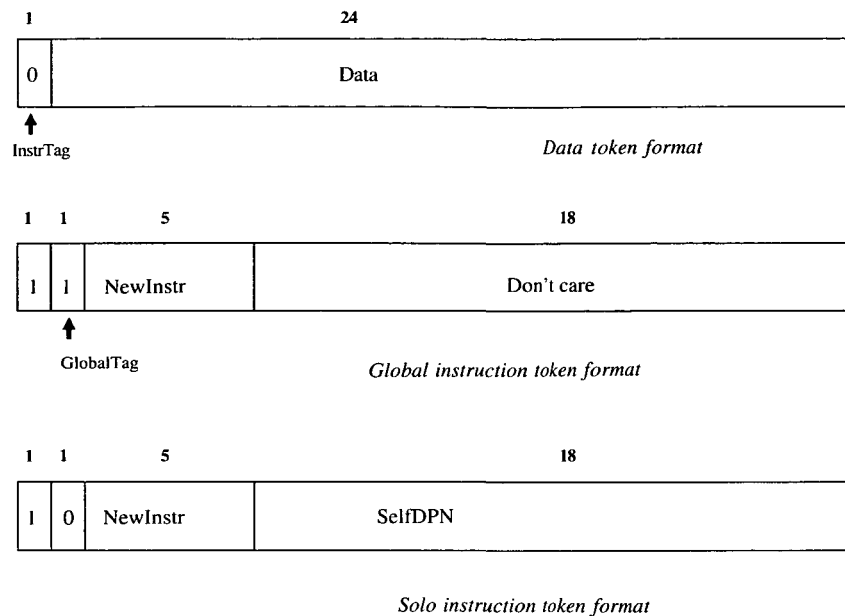 1 24
0 Data
InstrTag
Data token format
1 1 5 18
1 1 NewInstr Don't care
GlobalTag
Global instruction token format
1 1 5 18
1 0 NewInstr SelfDPN
Solo instruction token format